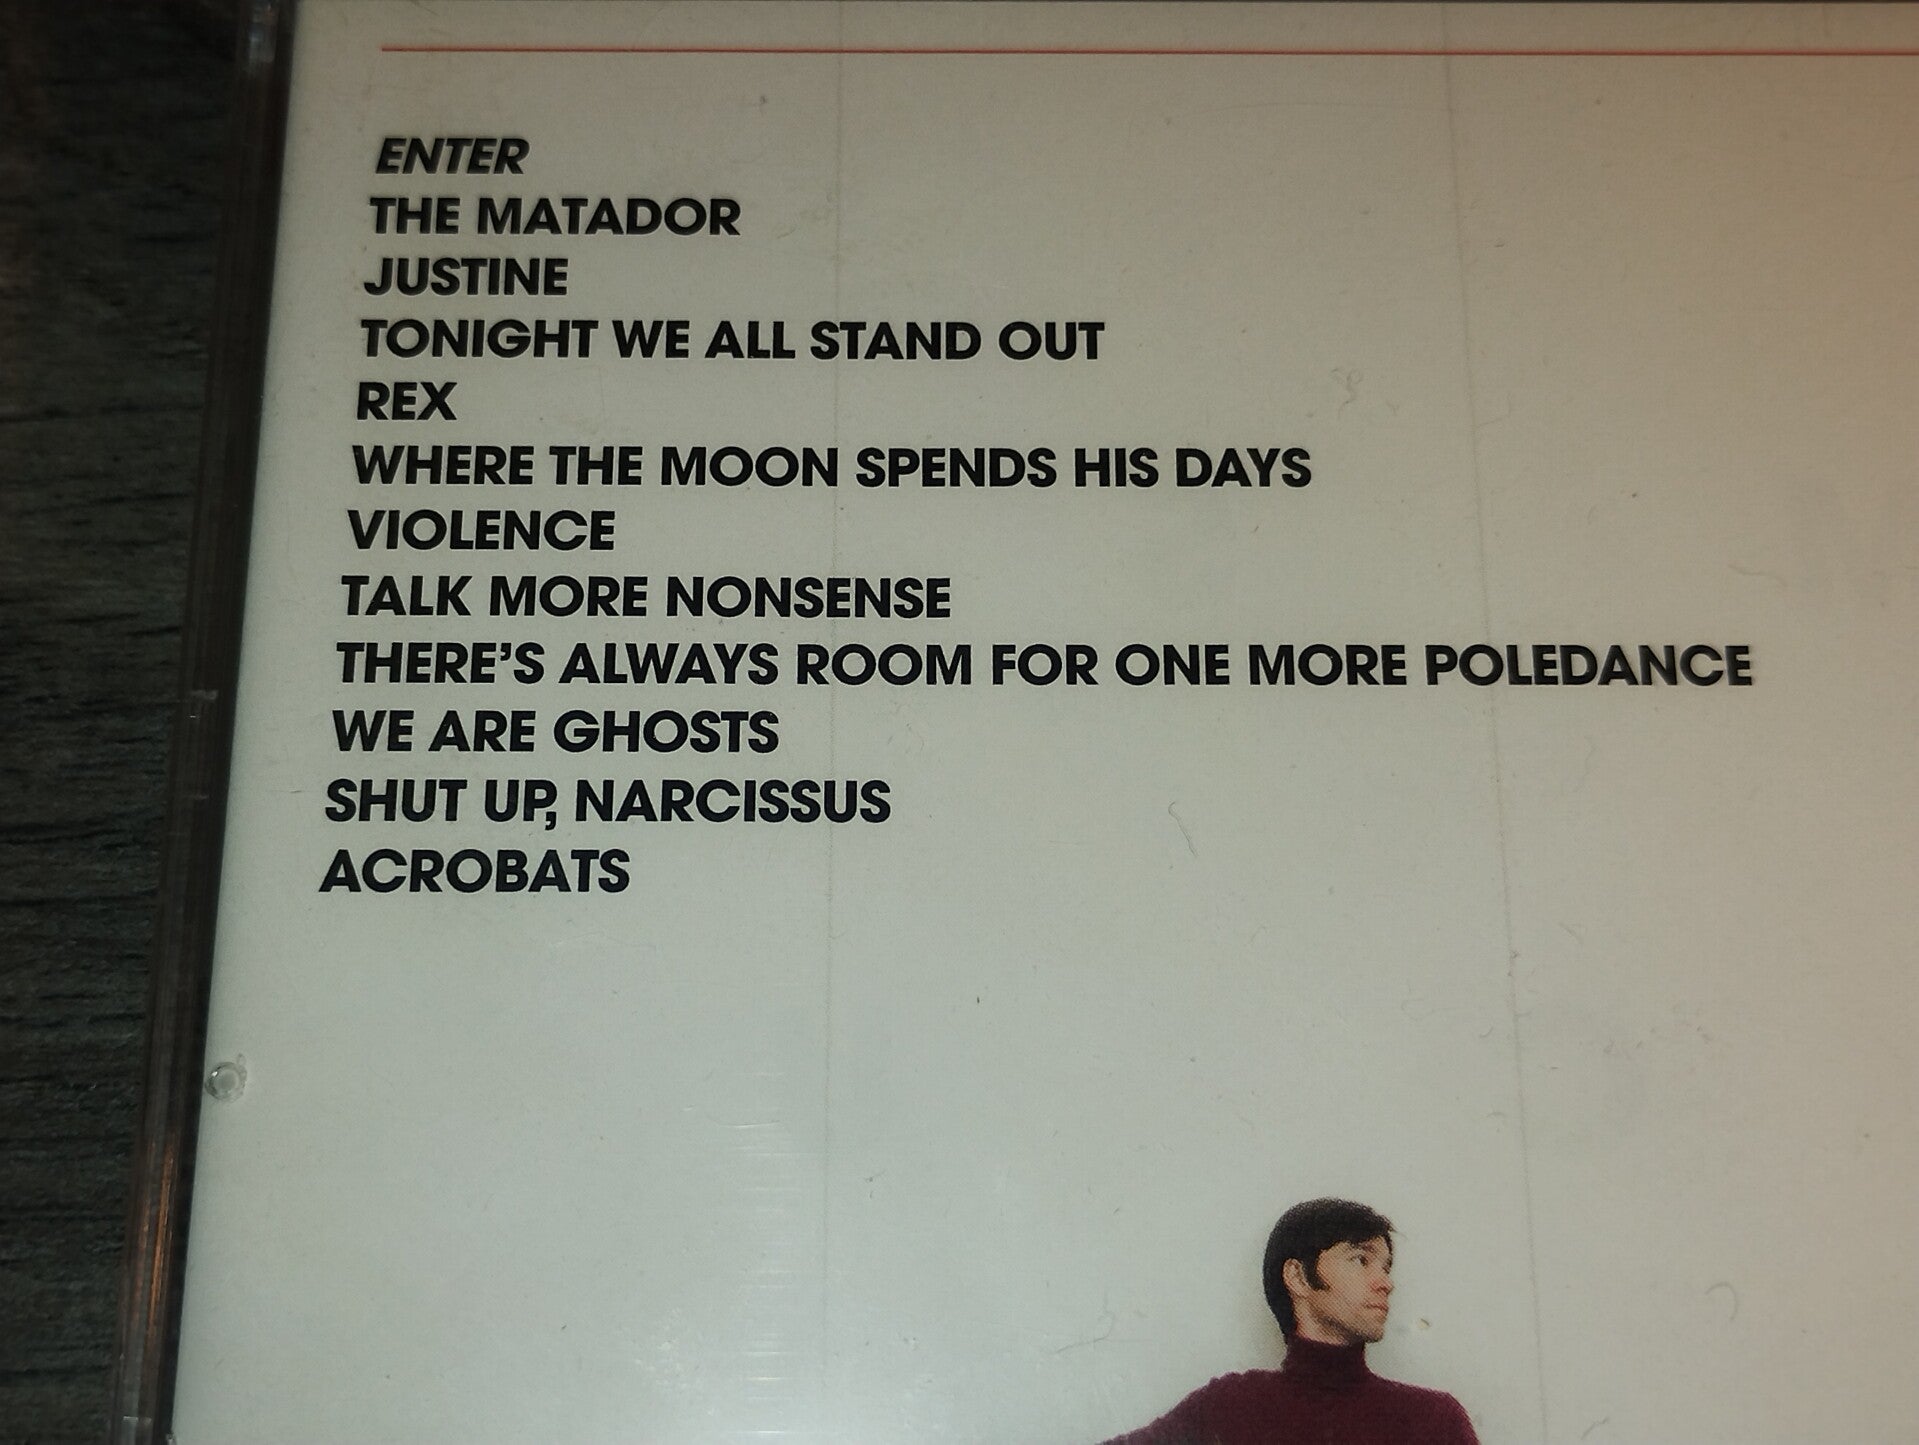 ENTER
THE MATADOR
JUSTINE
TONIGHT WE ALL STAND OUT
REX
WHERE THE MOON SPENDS HIS DAYS
VIOLENCE
TALK MORE NONSENSE
THERE'S ALWAYS ROOM FOR ONE MORE POLEDANCE
WE ARE GHOSTS
SHUT UP, NARCISSUS
ACROBATS